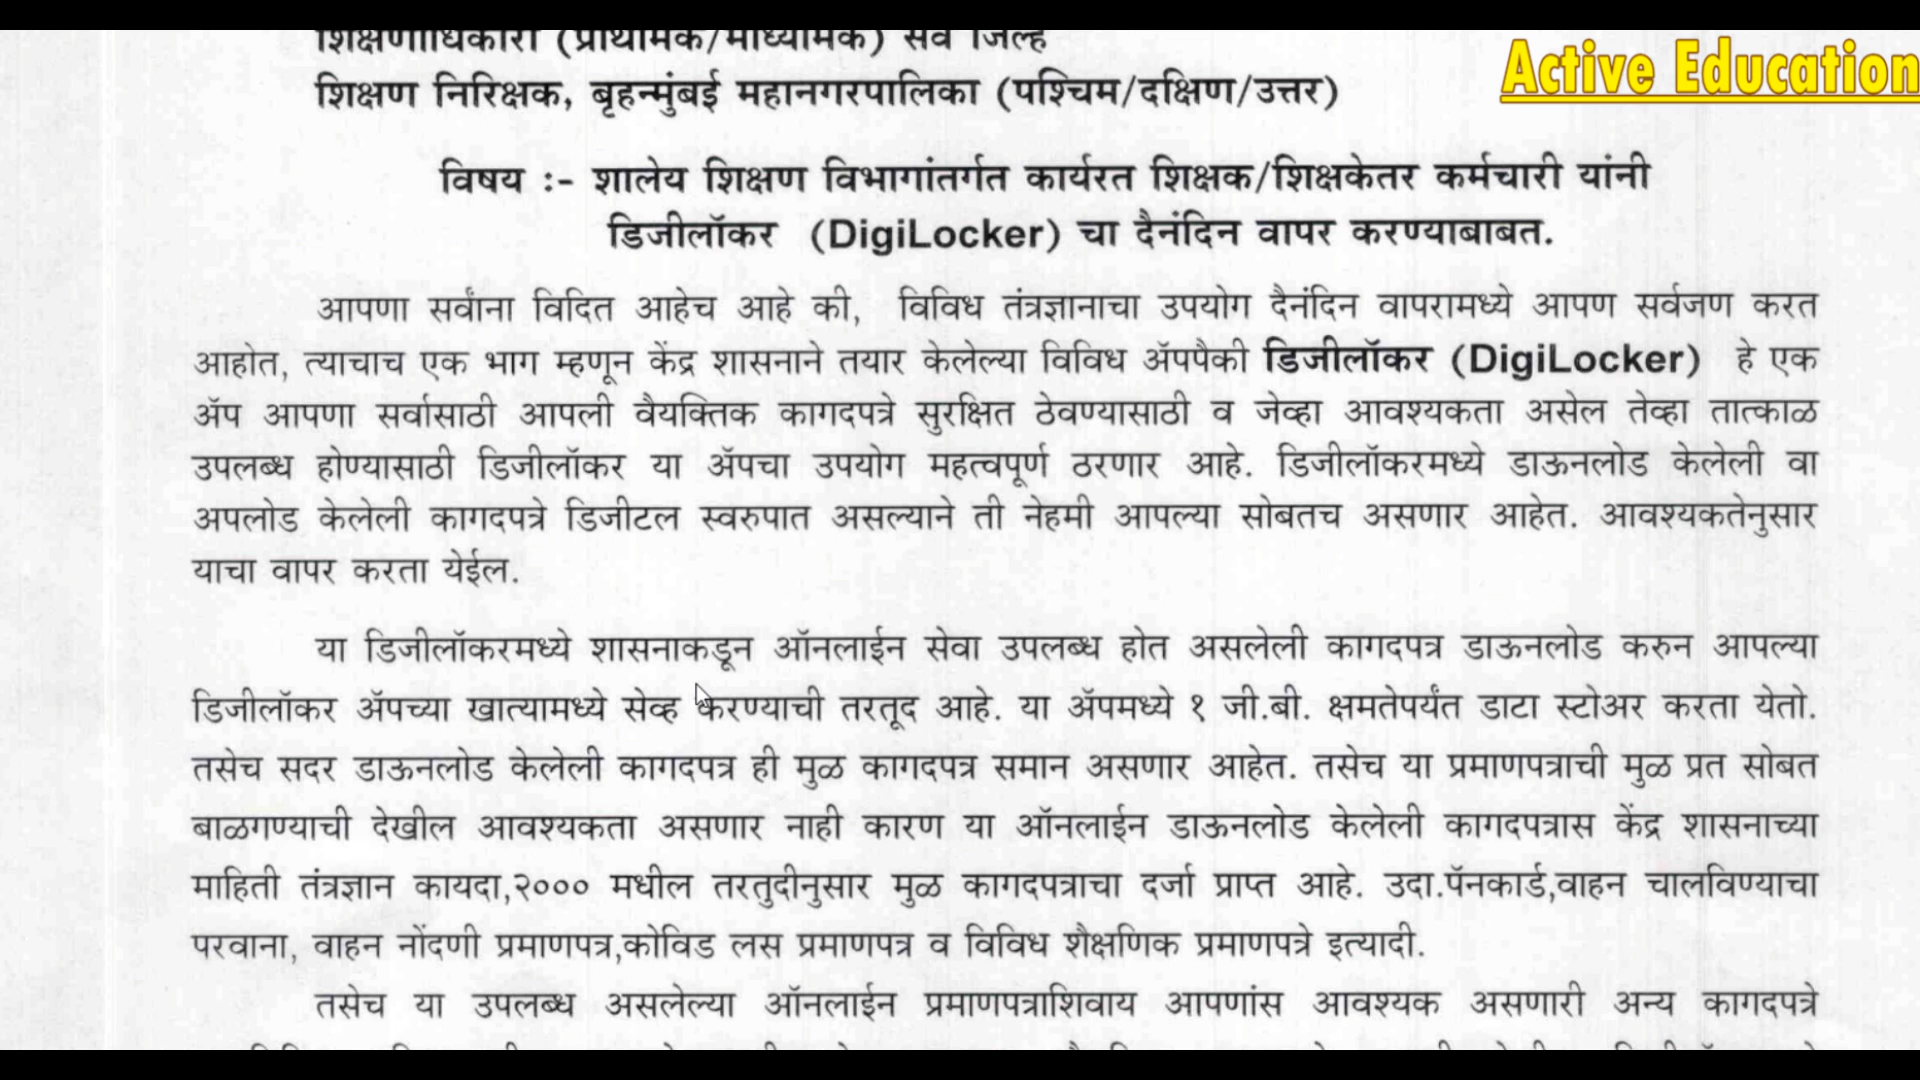 शिक्षणाधिकारी (प्राथमिक/माध्यमिक) सर्व जिल्हे
Active Education
शिक्षण निरिक्षक, बृहन्मुंबई महानगरपालिका (पश्चिम/दक्षिण/उत्तर)
विषय :- शालेय शिक्षण विभागांतर्गत कार्यरत शिक्षक/शिक्षकेतर कर्मचारी यांनी
डिजीलॉकर (DigiLocker) चा दैनंदिन वापर करण्याबाबत.
आपणा सर्वांना विदित आहेच आहे की, विविध तंत्रज्ञानाचा उपयोग दैनंदिन वापरामध्ये आपण सर्वजण करत
आहोत, त्याचाच एक भाग म्हणून केंद्र शासनाने तयार केलेल्या विविध ॲपपैकी डिजीलॉकर (DigiLocker) हे एक
ॲप आपणा सर्वासाठी आपली वैयक्तिक कागदपत्रे सुरक्षित ठेवण्यासाठी व जेव्हा आवश्यकता असेल तेव्हा तात्काळ
उपलब्ध होण्यासाठी डिजीलॉकर या ॲपचा उपयोग महत्वपूर्ण ठरणार आहे. डिजीलॉकरमध्ये डाऊनलोड केलेली वा
अपलोड केलेली कागदपत्रे डिजीटल स्वरुपात असल्याने ती नेहमी आपल्या सोबतच असणार आहेत. आवश्यकतेनुसार
याचा वापर करता येईल.
या डिजीलॉकरमध्ये शासनाकडून ऑनलाईन सेवा उपलब्ध होत असलेली कागदपत्र डाऊनलोड करुन आपल्या
डिजीलॉकर ॲपच्या खात्यामध्ये सेव्ह करण्याची तरतूद आहे. या ॲपमध्ये १ जी.बी. क्षमतेपर्यंत डाटा स्टोअर करता येतो.
तसेच सदर डाऊनलोड केलेली कागदपत्र ही मुळ कागदपत्र समान असणार आहेत. तसेच या प्रमाणपत्राची मुळ प्रत सोबत
बाळगण्याची देखील आवश्यकता असणार नाही कारण या ऑनलाईन डाऊनलोड केलेली कागदपत्रास केंद्र शासनाच्या
माहिती तंत्रज्ञान कायदा,२००० मधील तरतुदीनुसार मुळ कागदपत्राचा दर्जा प्राप्त आहे. उदा.पॅनकार्ड,वाहन चालविण्याचा
परवाना, वाहन नोंदणी प्रमाणपत्र,कोविड लस प्रमाणपत्र व विविध शैक्षणिक प्रमाणपत्रे इत्यादी.
तसेच या उपलब्ध असलेल्या ऑनलाईन प्रमाणपत्राशिवाय आपणांस आवश्यक असणारी अन्य कागदपत्रे